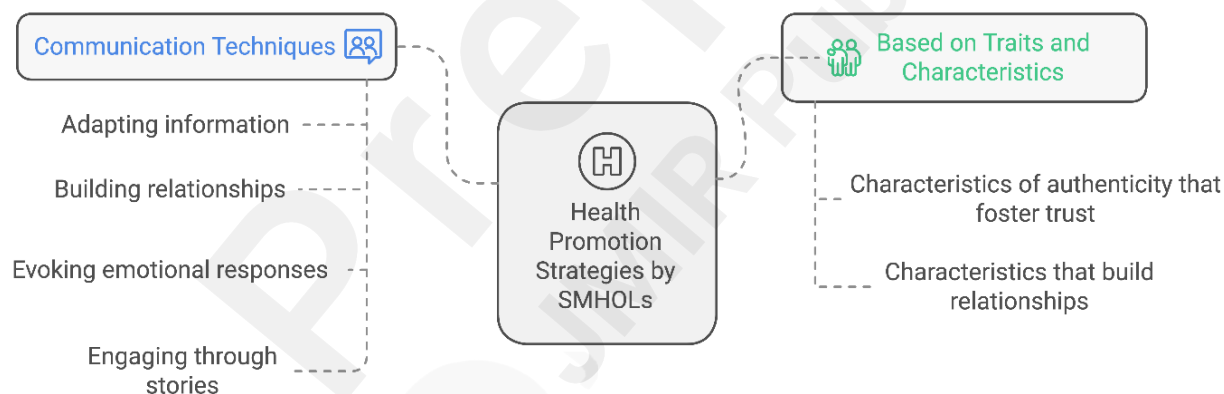 Communication Techniques
Adapting information
Building relationships
Evoking emotional responses
Engaging through
stories
H
Health
Promotion
Strategies by
SMHOLs
Based on Traits and
Characteristics
Characteristics of authenticity that
foster trust
Characteristics that build
relationships
JMIR